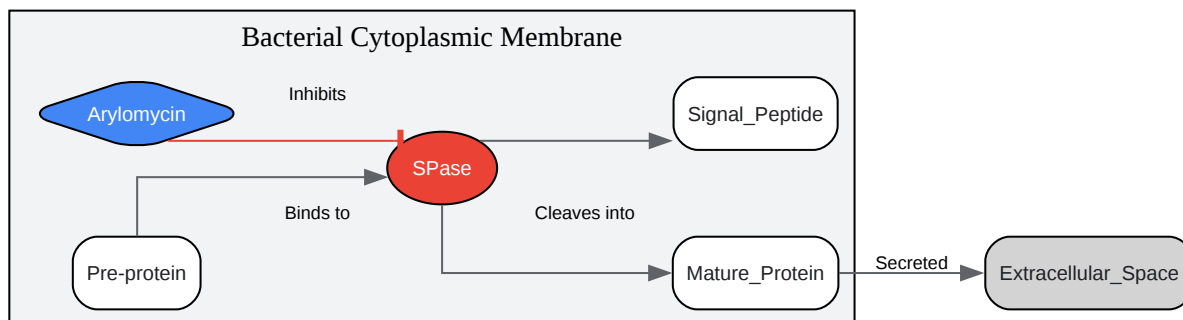 Bacterial Cytoplasmic Membrane
Inhibits
Arylomycin
Signal_Peptide
SPase
Binds to
Cleaves into
Pre-protein
Mature_Protein
Secreted
Extracellular_Space